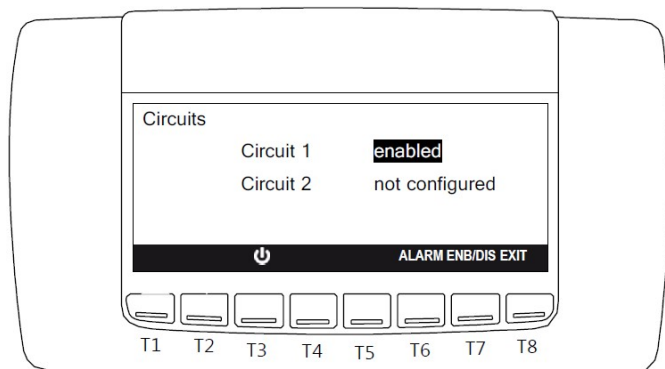 Circuits
Circuit 1 enabled
Circuit 2 not configured
ALARM ENB/DIS EXIT
T1 T2 T3 T4 T5 T6 T7 T8